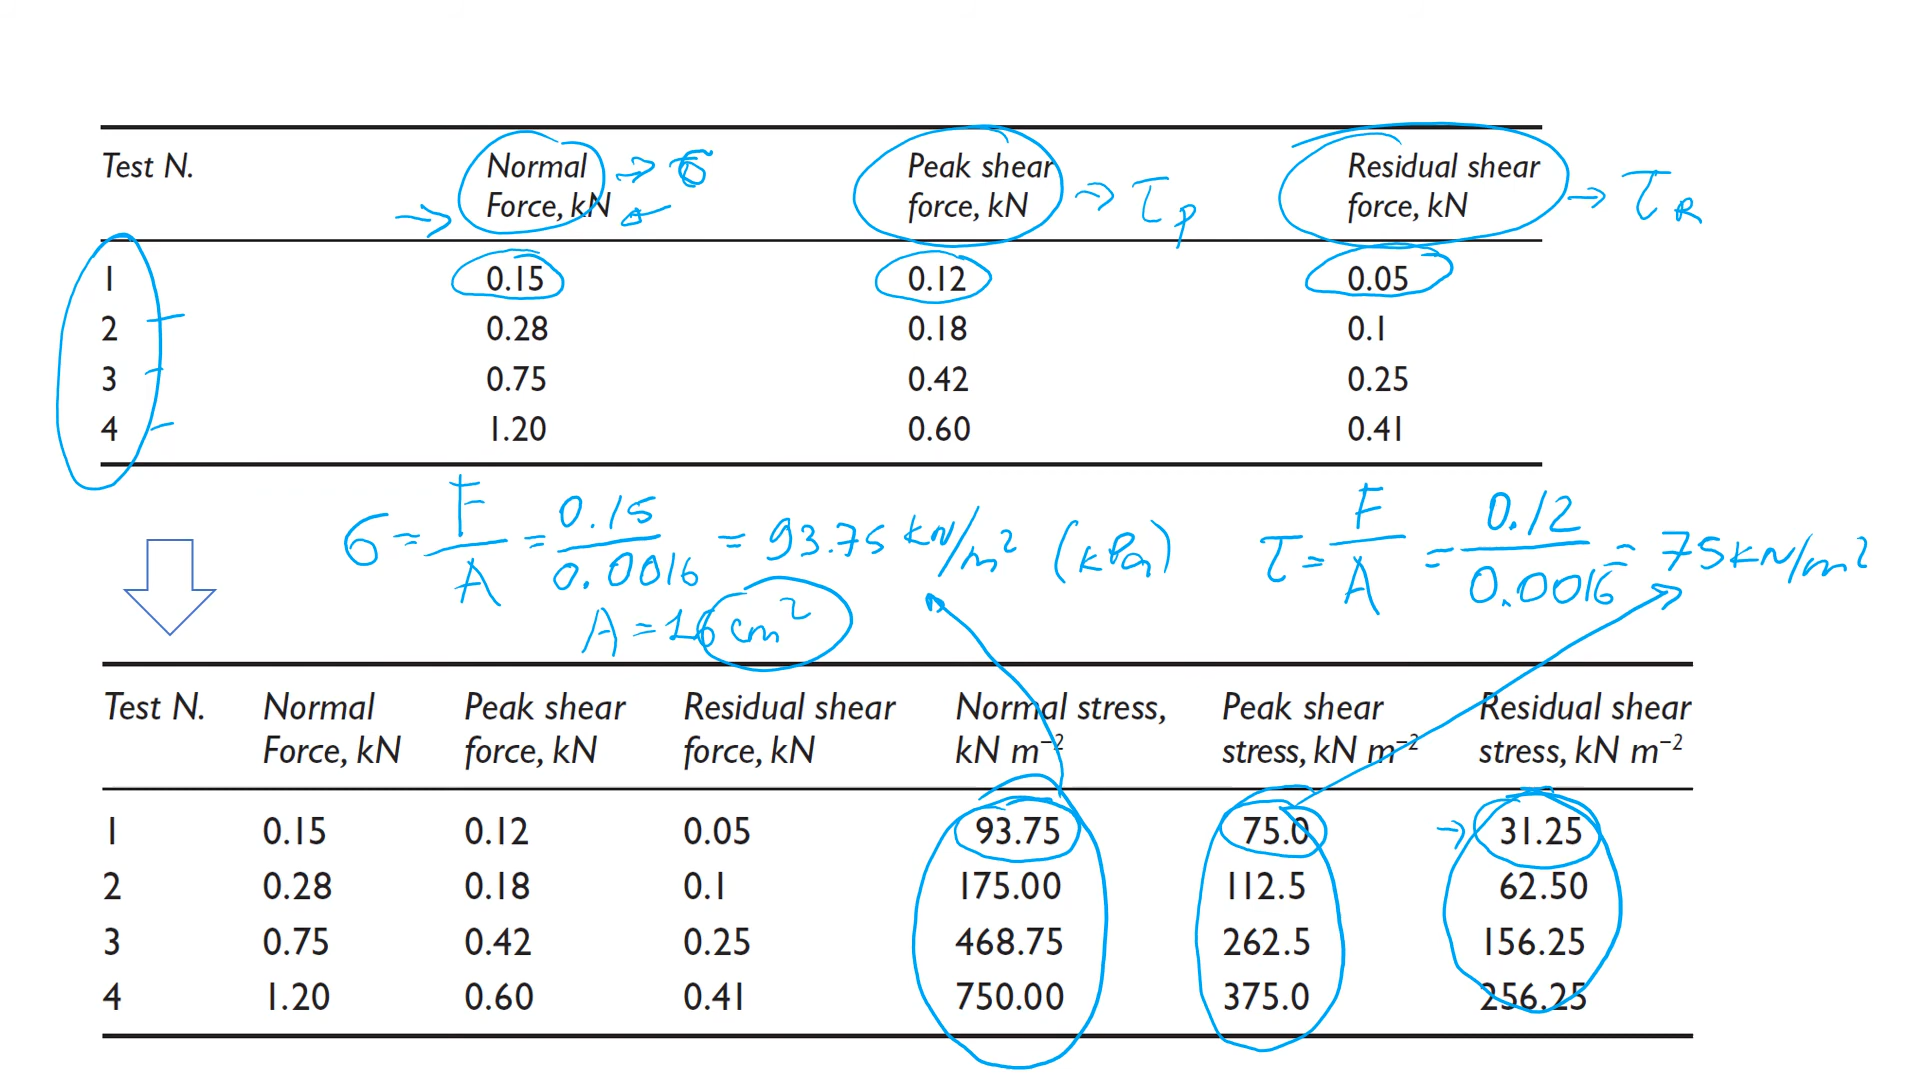 Test N. Normal Force, kN → σ Peak shear force, kN → τp Residual shear force, kN → τR
1 0.15 0.12 0.05
2 0.28 0.18 0.1
3 0.75 0.42 0.25
4 1.20 0.60 0.41
σ = F/A = 0.15/0.0016 = 93.75 kN/m² (kPa) τ = F/A = 0.12/0.0016 = 75 kN/m²
A = 16 cm²
Test N. Normal Force, kN Peak shear force, kN Residual shear force, kN Normal stress, kN m⁻² Peak shear stress, kN m⁻² Residual shear stress, kN m⁻²
1 0.15 0.12 0.05 93.75 75.0 31.25
2 0.28 0.18 0.1 175.00 112.5 62.50
3 0.75 0.42 0.25 468.75 262.5 156.25
4 1.20 0.60 0.41 750.00 375.0 256.25